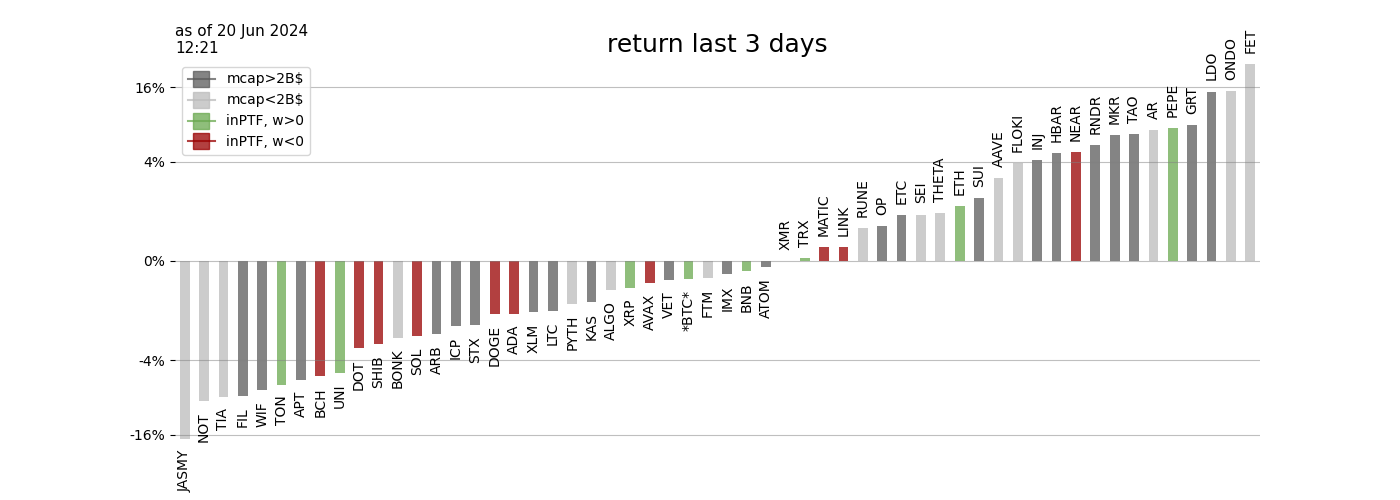 as of 20 Jun 2024
12:21
return last 3 days
mcap>2B$
mcap<2B$
inPTF, w>0
inPTF, w<0
16%
4%
0%
-4%
-16%
JASMY
NOT
TIA
FIL
WIF
TON
APT
BCH
UNI
DOT
SHIB
BONK
SOL
ARB
ICP
STX
DOGE
ADA
XLM
LTC
PYTH
KAS
ALGO
XRP
AVAX
VET
*BTC*
FTM
IMX
BNB
ATOM
XMR
TRX
MATIC
LINK
RUNE
OP
ETC
SEI
THETA
ETH
SUI
AAVE
FLOKI
INJ
HBAR
NEAR
RNDR
MKR
TAO
AR
PEPE
GRT
LDO
ONDO
FET